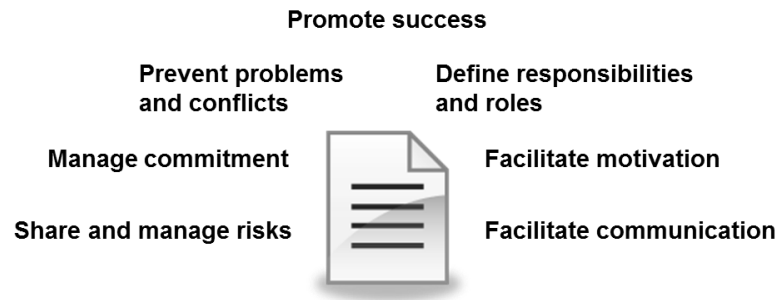 Promote success
Prevent problems
and conflicts
Define responsibilities
and roles
Manage commitment
Facilitate motivation
Share and manage risks
Facilitate communication